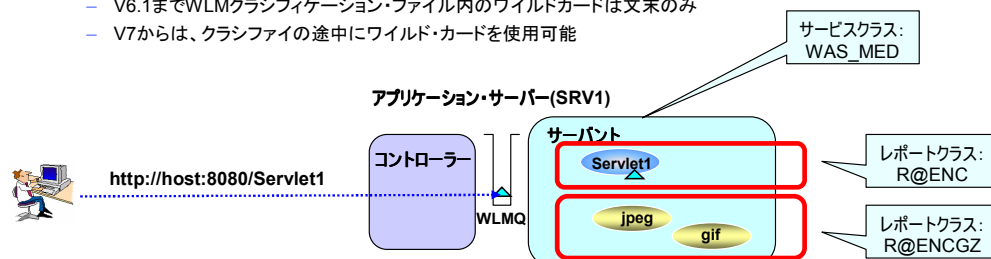 – V6.1までWLMクラシフィケーション・ファイル内のワイルドカードは文末のみ
– V7からは、クラシファイの途中にワイルド・カードを使用可能
サービスクラス:
WAS_MED
アプリケーション・サーバー(SRV1)
コントローラー
サーバント
Servlet1
レポートクラス:
R@ENC
http://host:8080/Servlet1
WLMQ
jpeg
gif
レポートクラス:
R@ENCGZ